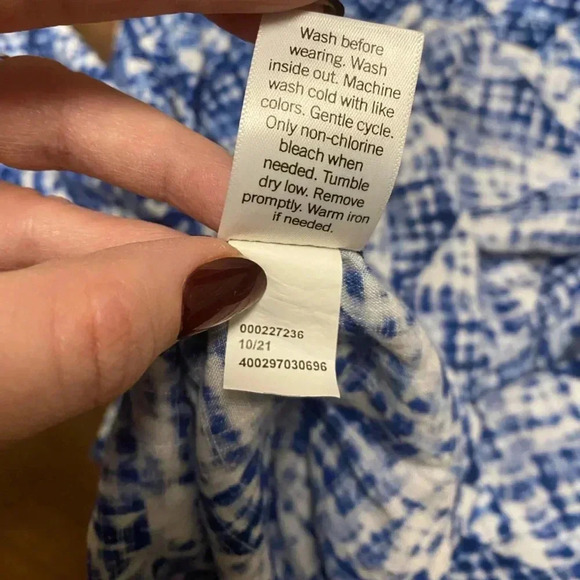 Wash before
wearing. Wash
inside out. Machine
wash cold with like
colors. Gentle cycle.
Only non-chlorine
bleach when
needed. Tumble
dry low. Remove
promptly. Warm iron
if needed.
000227236
10/21
400297030696